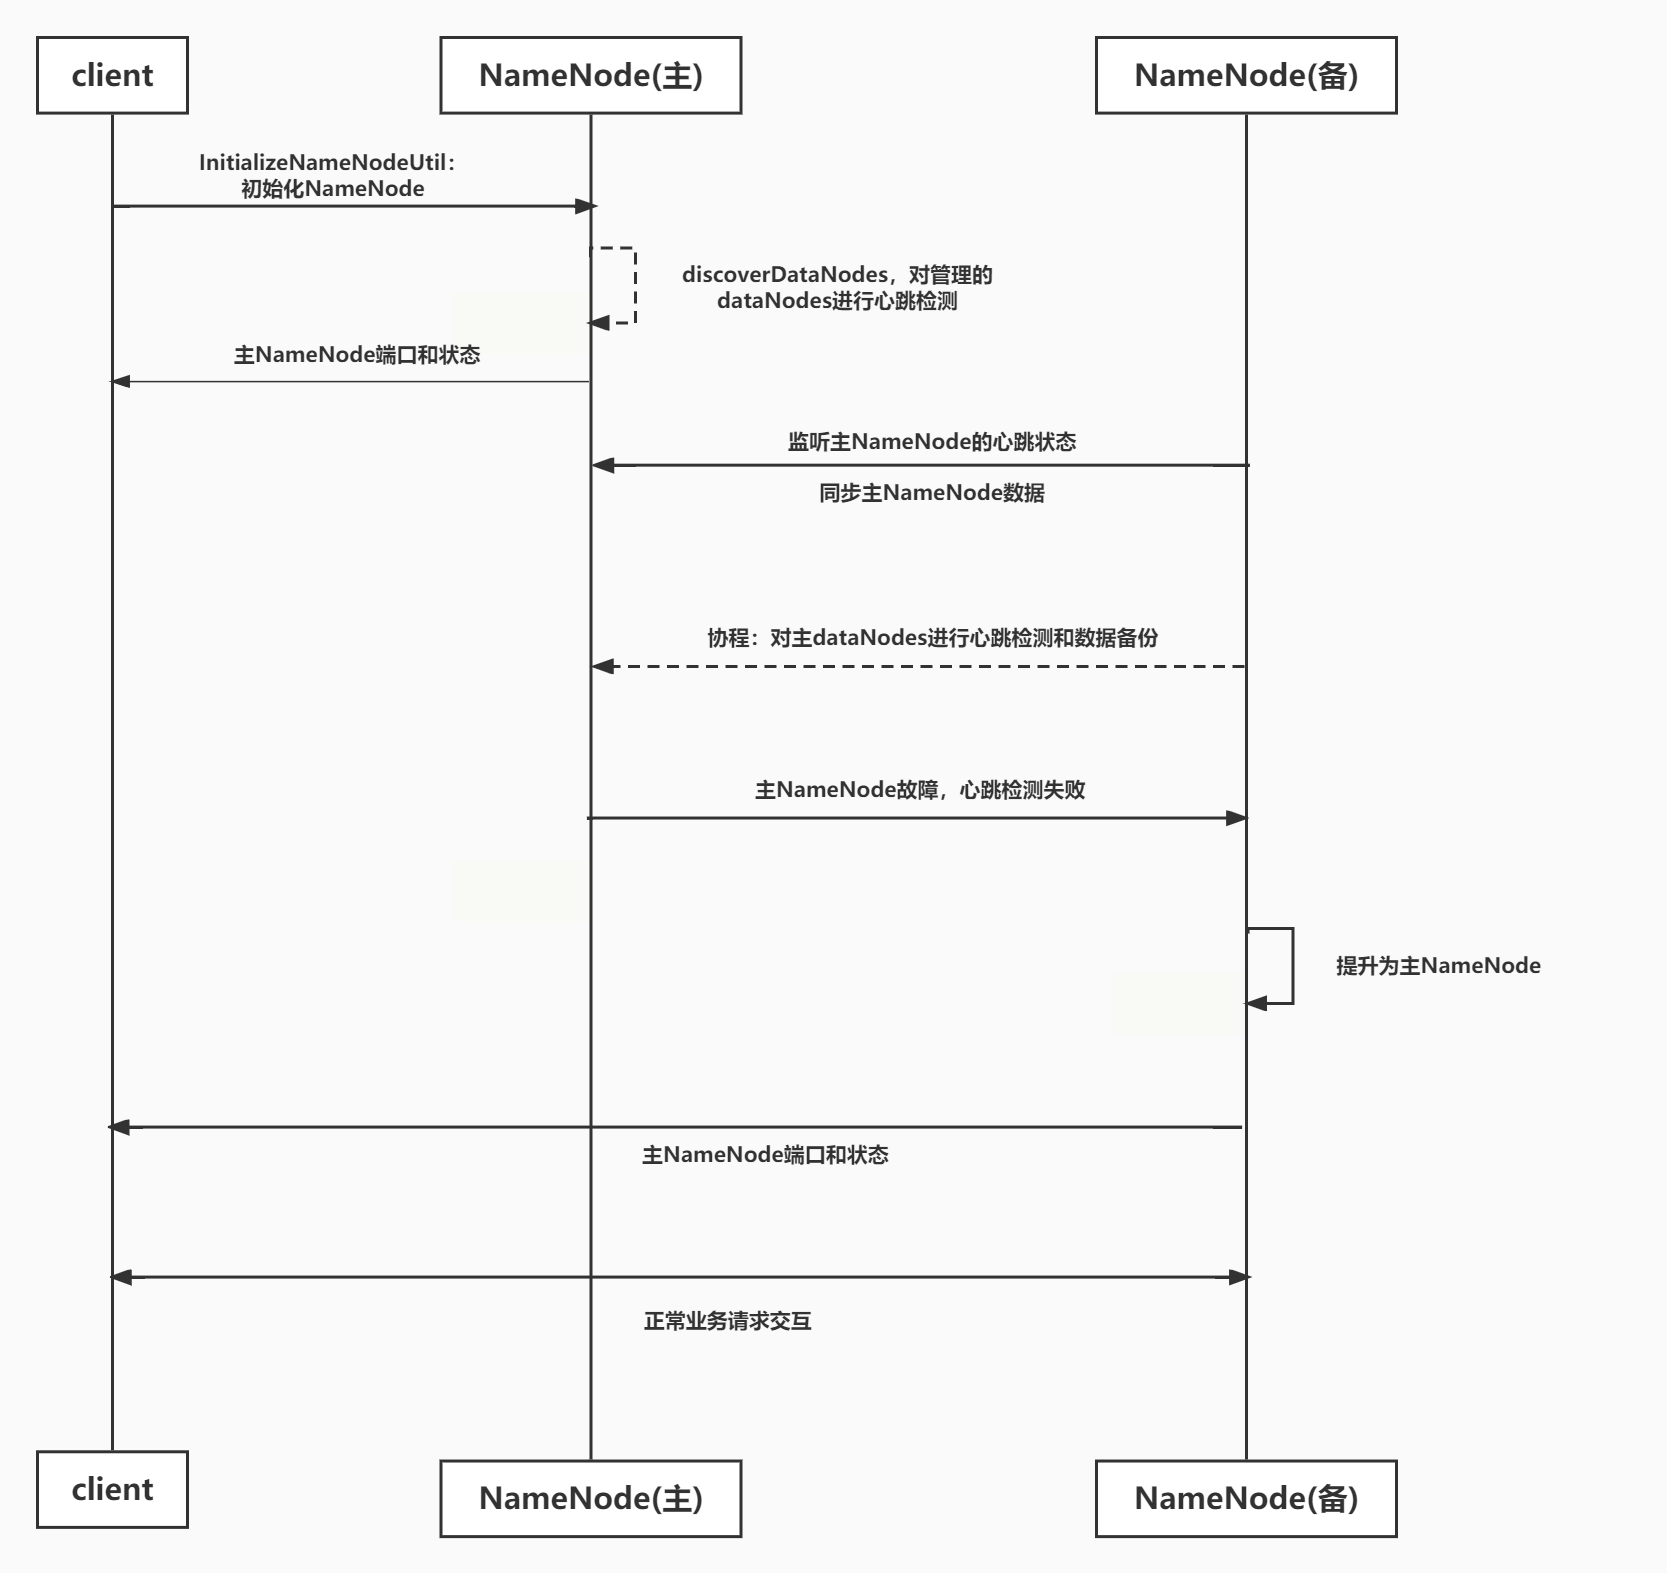 client
NameNode(主)
NameNode(备)
InitializeNameNodeUtil：
初始化NameNode
discoverDataNodes，对管理的
dataNodes进行心跳检测
主NameNode端口和状态
监听主NameNode的心跳状态
同步主NameNode数据
协程：对主dataNodes进行心跳检测和数据备份
主NameNode故障，心跳检测失败
提升为主NameNode
主NameNode端口和状态
正常业务请求交互
client
NameNode(主)
NameNode(备)